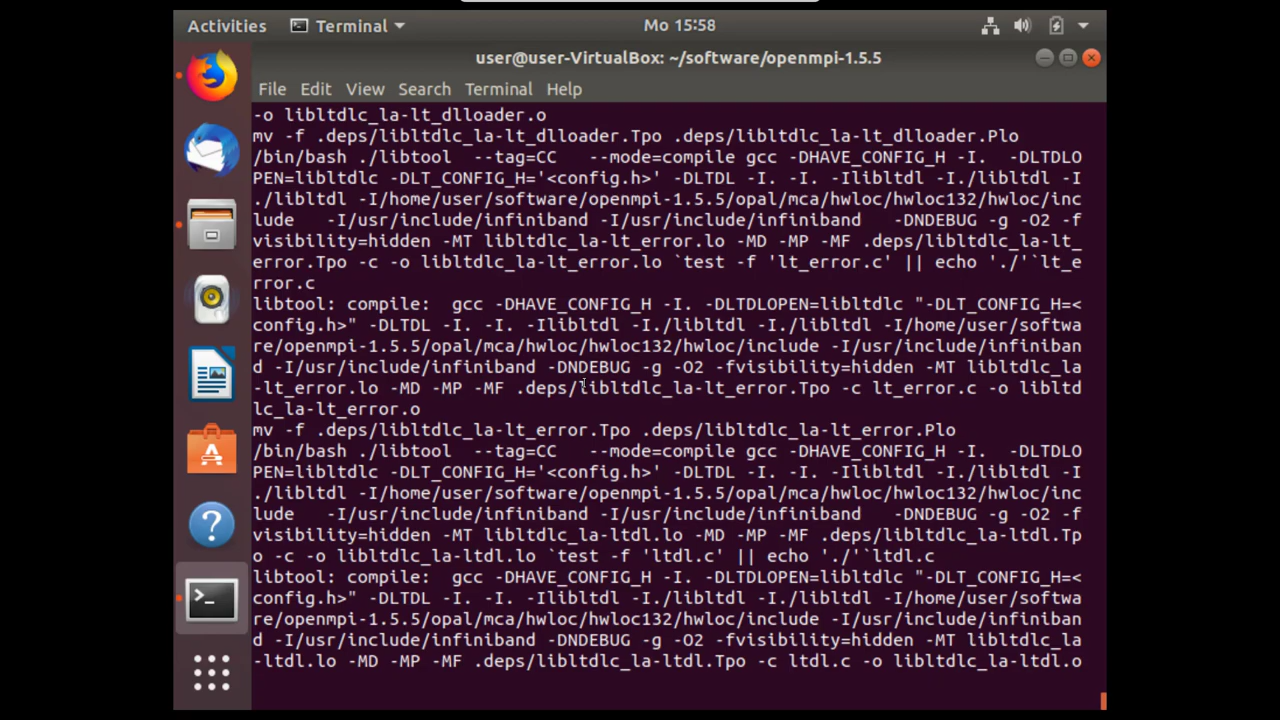 Activities
Terminal
Mo 15:58
user@user-VirtualBox: ~/software/openmpi-1.5.5
File Edit View Search Terminal Help
-o libltdlc_la-lt_dlloader.o
mv -f .deps/libltdlc_la-lt_dlloader.Tpo .deps/libltdlc_la-lt_dlloader.Plo
/bin/bash ./libtool  --tag=CC   --mode=compile gcc -DHAVE_CONFIG_H -I.  -DLTDLO
PEN=libltdlc -DLT_CONFIG_H='<config.h>' -DLTDL -I. -I. -Ilibltdl -I./libltdl -I
./libltdl -I/home/user/software/openmpi-1.5.5/opal/mca/hwloc/hwloc132/hwloc/inc
lude   -I/usr/include/infiniband -I/usr/include/infiniband   -DNDEBUG -g -O2 -f
visibility=hidden -MT libltdlc_la-lt_error.lo -MD -MP -MF .deps/libltdlc_la-lt_
error.Tpo -c -o libltdlc_la-lt_error.lo `test -f 'lt_error.c' || echo './'`lt_e
rror.c
libtool: compile:  gcc -DHAVE_CONFIG_H -I. -DLTDLOPEN=libltdlc "-DLT_CONFIG_H=<
config.h>" -DLTDL -I. -I. -Ilibltdl -I./libltdl -I./libltdl -I/home/user/softwa
re/openmpi-1.5.5/opal/mca/hwloc/hwloc132/hwloc/include -I/usr/include/infiniban
d -I/usr/include/infiniband -DNDEBUG -g -O2 -fvisibility=hidden -MT libltdlc_la
-lt_error.lo -MD -MP -MF .deps/libltdlc_la-lt_error.Tpo -c lt_error.c -o libltd
lc_la-lt_error.o
mv -f .deps/libltdlc_la-lt_error.Tpo .deps/libltdlc_la-lt_error.Plo
/bin/bash ./libtool  --tag=CC   --mode=compile gcc -DHAVE_CONFIG_H -I.  -DLTDLO
PEN=libltdlc -DLT_CONFIG_H='<config.h>' -DLTDL -I. -I. -Ilibltdl -I./libltdl -I
./libltdl -I/home/user/software/openmpi-1.5.5/opal/mca/hwloc/hwloc132/hwloc/inc
lude   -I/usr/include/infiniband -I/usr/include/infiniband   -DNDEBUG -g -O2 -f
visibility=hidden -MT libltdlc_la-ltdl.lo -MD -MP -MF .deps/libltdlc_la-ltdl.Tp
o -c -o libltdlc_la-ltdl.lo `test -f 'ltdl.c' || echo './'`ltdl.c
libtool: compile:  gcc -DHAVE_CONFIG_H -I. -DLTDLOPEN=libltdlc "-DLT_CONFIG_H=<
config.h>" -DLTDL -I. -I. -Ilibltdl -I./libltdl -I./libltdl -I/home/user/softwa
re/openmpi-1.5.5/opal/mca/hwloc/hwloc132/hwloc/include -I/usr/include/infiniban
d -I/usr/include/infiniband -DNDEBUG -g -O2 -fvisibility=hidden -MT libltdlc_la
-ltdl.lo -MD -MP -MF .deps/libltdlc_la-ltdl.Tpo -c ltdl.c -o libltdlc_la-ltdl.o